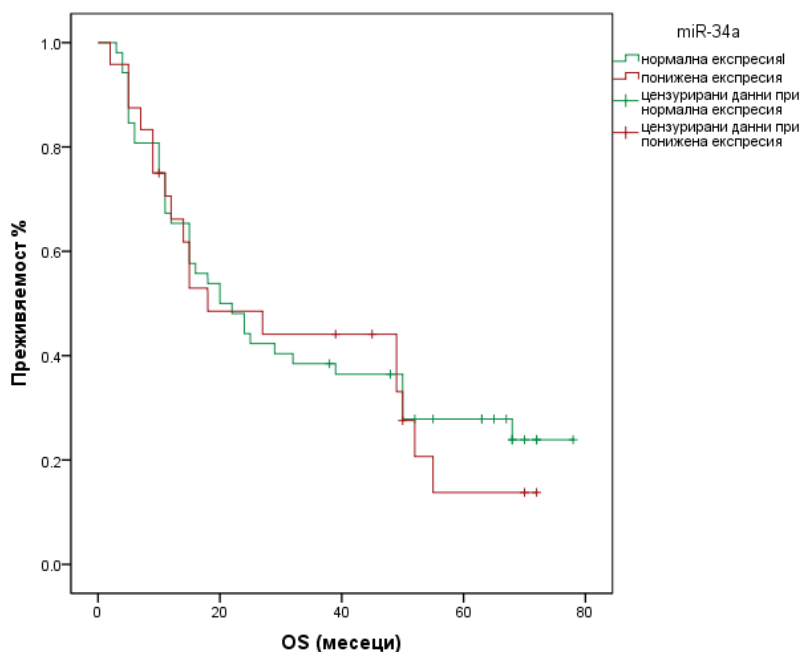 miR-34a
нормална експресияl
понижена експресия
цензурирани данни при
нормална експресия
цензурирани данни при
понижена експресия
Преживяемост %
1.0
0.8
0.6
0.4
0.2
0.0
0
20
40
60
80
OS (месеци)